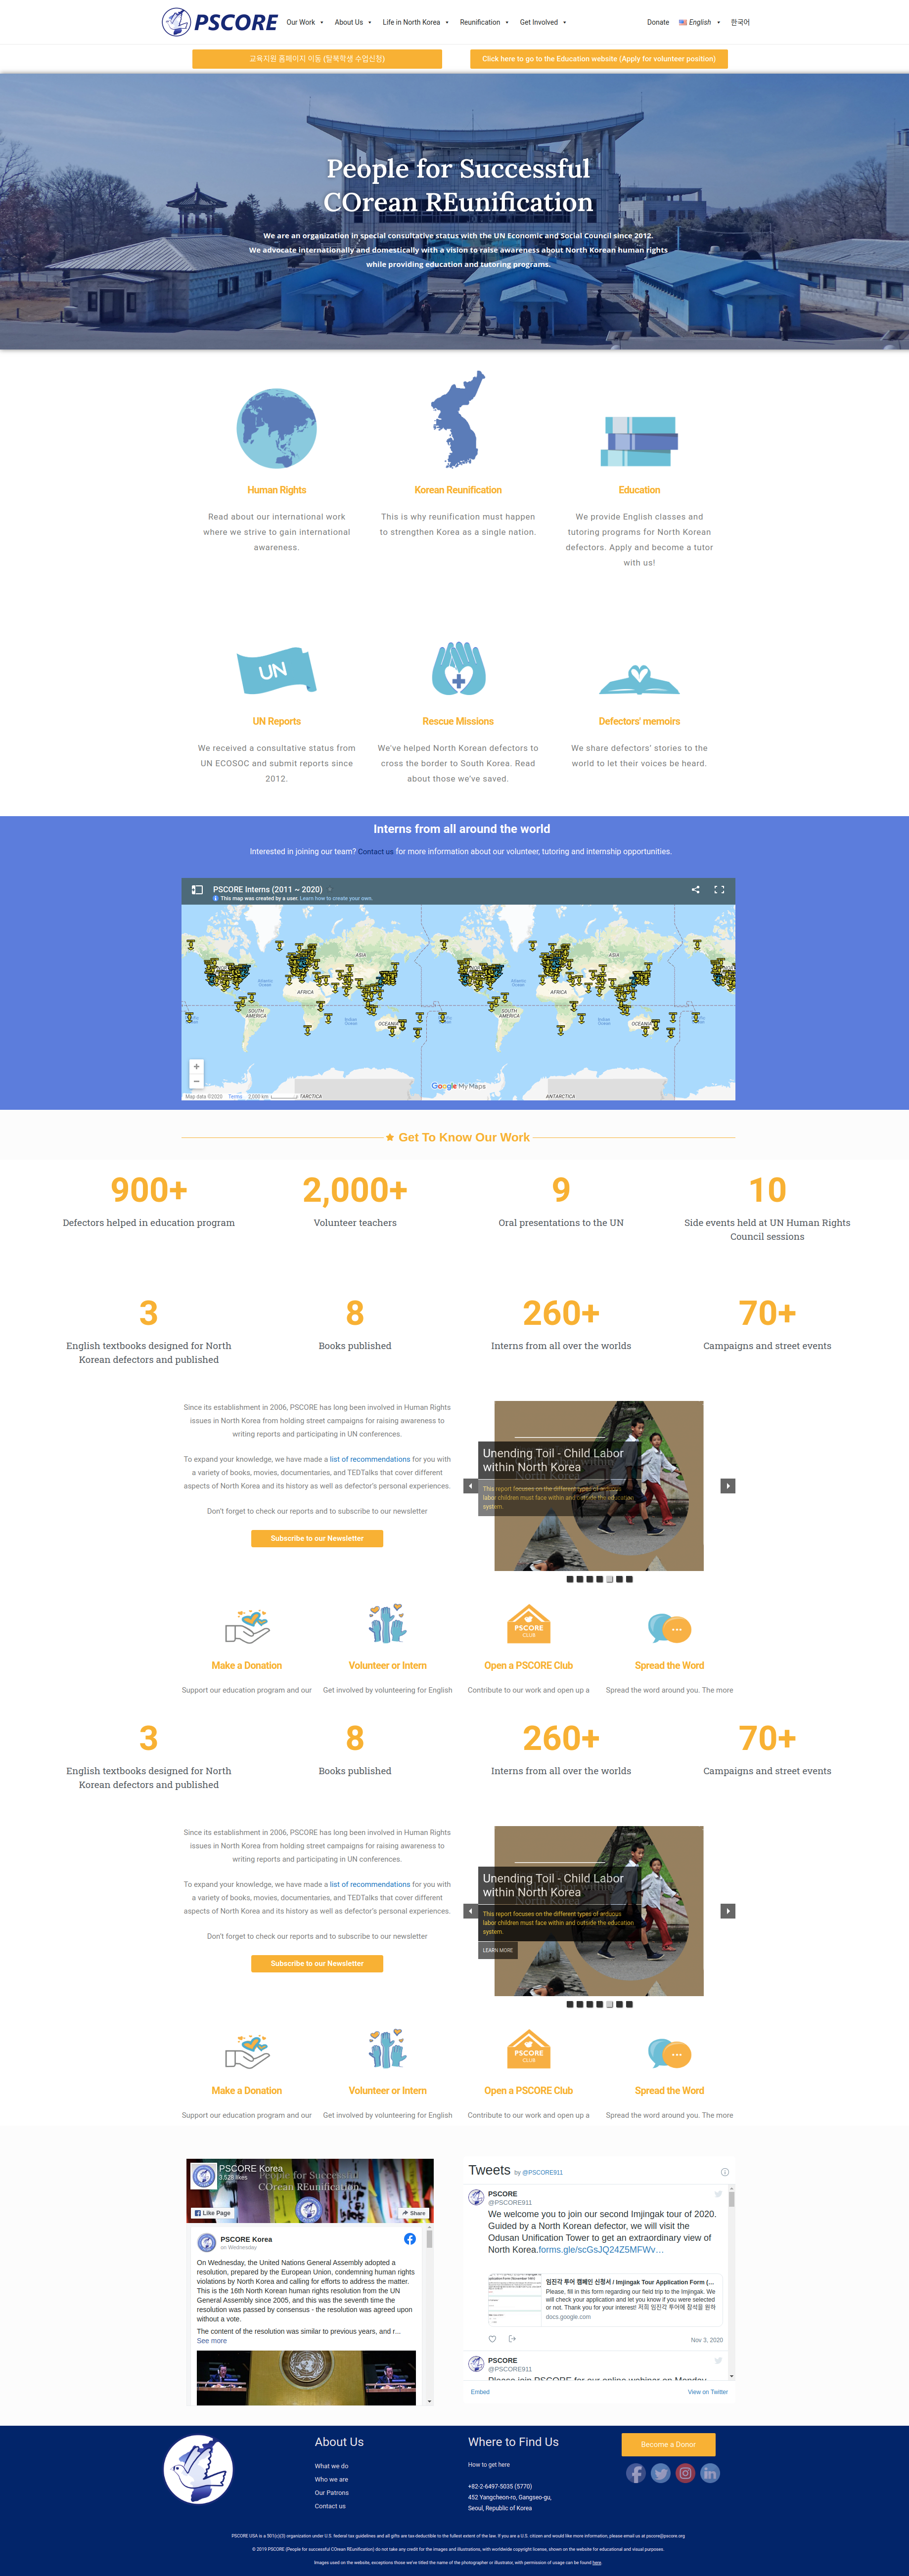 PSCORE
Our Work ▼ About Us ▼ Life in North Korea ▼ Reunification ▼ Get Involved ▼ Donate English ▼ 한국어
교육지원 홈페이지 이동 (탈북학생 수업신청)
Click here to go to the Education website (Apply for volunteer position)
People for Successful
COrean REunification
We are an organization in special consultative status with the UN Economic and Social Council since 2012.
We advocate internationally and domestically with a vision to raise awareness about North Korean human rights
while providing education and tutoring programs.
Human Rights
Read about our international work
where we strive to gain international
awareness.
Korean Reunification
This is why reunification must happen
to strengthen Korea as a single nation.
Education
We provide English classes and
tutoring programs for North Korean
defectors. Apply and become a tutor
with us!
UN
UN Reports
We received a consultative status from
UN ECOSOC and submit reports since
2012.
Rescue Missions
We've helped North Korean defectors to
cross the border to South Korea. Read
about those we've saved.
Defectors' memoirs
We share defectors' stories to the
world to let their voices be heard.
Interns from all around the world
Interested in joining our team? Contact us for more information about our volunteer, tutoring and internship opportunities.
PSCORE Interns (2011 ~ 2020)
This map was created by a user. Learn how to create your own.
ASIA
ASIA
Atlantic
Ocean
Atlantic
Ocean
AFRICA
AFRICA
SOUTH
AMERICA
Indian
Ocean
OCEANIA
SOUTH
AMERICA
Indian
Ocean
OCEANIA
Google My Maps
Map data ©2020 Terms 2,000 km
ANTARCTICA
Get To Know Our Work
900+
Defectors helped in education program
2,000+
Volunteer teachers
9
Oral presentations to the UN
10
Side events held at UN Human Rights
Council sessions
3
English textbooks designed for North
Korean defectors and published
8
Books published
260+
Interns from all over the worlds
70+
Campaigns and street events
Since its establishment in 2006, PSCORE has long been involved in Human Rights
issues in North Korea from holding street campaigns for raising awareness to
writing reports and participating in UN conferences.
To expand your knowledge, we have made a list of recommendations for you with
a variety of books, movies, documentaries, and TEDTalks that cover different
aspects of North Korea and its history as well as defector's personal experiences.
Don't forget to check our reports and to subscribe to our newsletter
Subscribe to our Newsletter
Unending Toil - Child Labor
within North Korea
This report focuses on the different types of arduous
labor children must face within and outside the education
system.
Make a Donation
Support our education program and our
Volunteer or Intern
Get involved by volunteering for English
PSCORE
CLUB
Open a PSCORE Club
Contribute to our work and open up a
Spread the Word
Spread the word around you. The more
3
English textbooks designed for North
Korean defectors and published
8
Books published
260+
Interns from all over the worlds
70+
Campaigns and street events
Since its establishment in 2006, PSCORE has long been involved in Human Rights
issues in North Korea from holding street campaigns for raising awareness to
writing reports and participating in UN conferences.
To expand your knowledge, we have made a list of recommendations for you with
a variety of books, movies, documentaries, and TEDTalks that cover different
aspects of North Korea and its history as well as defector's personal experiences.
Don't forget to check our reports and to subscribe to our newsletter
Subscribe to our Newsletter
Unending Toil - Child Labor
within North Korea
This report focuses on the different types of arduous
labor children must face within and outside the education
system.
LEARN MORE
Make a Donation
Support our education program and our
Volunteer or Intern
Get involved by volunteering for English
PSCORE
CLUB
Open a PSCORE Club
Contribute to our work and open up a
Spread the Word
Spread the word around you. The more
PSCORE Korea
3,528 likes
People for Successful
COrean REunification
Like Page
Share
PSCORE Korea
on Wednesday
On Wednesday, the United Nations General Assembly adopted a
resolution, prepared by the European Union, condemning human rights
violations by North Korea and calling for efforts to address the matter.
This is the 16th North Korean human rights resolution from the UN
General Assembly since 2005, and this was the seventh time the
resolution was passed by consensus - the resolution was agreed upon
without a vote.
The content of the resolution was similar to previous years, and r...
See more
Tweets by @PSCORE911
PSCORE
@PSCORE911
We welcome you to join our second Imjingak tour of 2020.
Guided by a North Korean defector, we will visit the
Odusan Unification Tower to get an extraordinary view of
North Korea.forms.gle/scGsJQ24Z5MFWv…
임진각 투어 캠페인 신청서 / Imjingak Tour Application Form (…
Please, fill in this form regarding our field trip to the Imjingak. We
will check your application and let you know if you were selected
or not. Thank you for your interest! 저희 임진각 투어에 참석을 원하
docs.google.com
Nov 3, 2020
PSCORE
@PSCORE911
Please join PSCORE for our online webinar on Monday
Embed
View on Twitter
About Us
What we do
Who we are
Our Patrons
Contact us
Where to Find Us
How to get here
+82-2-6497-5035 (5770)
452 Yangcheon-ro, Gangseo-gu,
Seoul, Republic of Korea
Become a Donor
PSCORE USA is a 501(c)(3) organization under U.S. federal tax guidelines and all gifts are tax-deductible to the fullest extent of the law. If you are a U.S. citizen and would like more information, please email us at pscore@pscore.org
© 2019 PSCORE (People for successful COrean REunification) do not take any credit for the images and illustrations, with worldwide copyright license, shown on the website for educational and visual purposes.
Images used on the website, exceptions those we've titled the name of the photographer or illustrator, with permission of usage can be found here